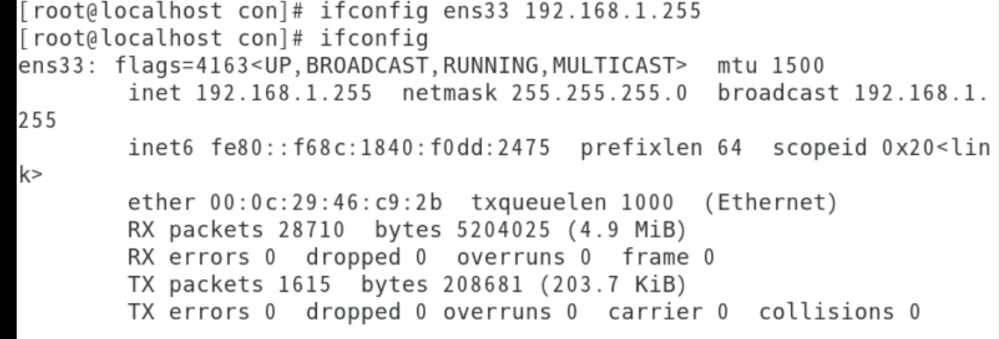 [root@localhost con]# ifconfig ens33 192.168.1.255
[root@localhost con]# ifconfig
ens33: flags=4163<UP,BROADCAST,RUNNING,MULTICAST>  mtu 1500
        inet 192.168.1.255  netmask 255.255.255.0  broadcast 192.168.1.
255
        inet6 fe80::f68c:1840:f0dd:2475  prefixlen 64  scopeid 0x20<lin
k>
        ether 00:0c:29:46:c9:2b  txqueuelen 1000  (Ethernet)
        RX packets 28710  bytes 5204025 (4.9 MiB)
        RX errors 0  dropped 0  overruns 0  frame 0
        TX packets 1615  bytes 208681 (203.7 KiB)
        TX errors 0  dropped 0 overruns 0  carrier 0  collisions 0